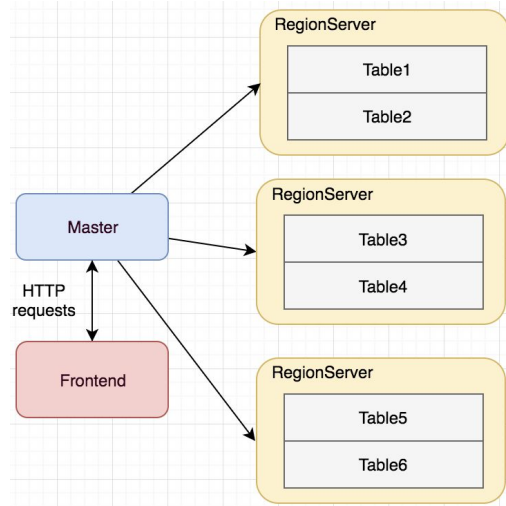 RegionServer
Table1
Table2
RegionServer
Table3
Table4
Master
HTTP
requests
Frontend
RegionServer
Table5
Table6